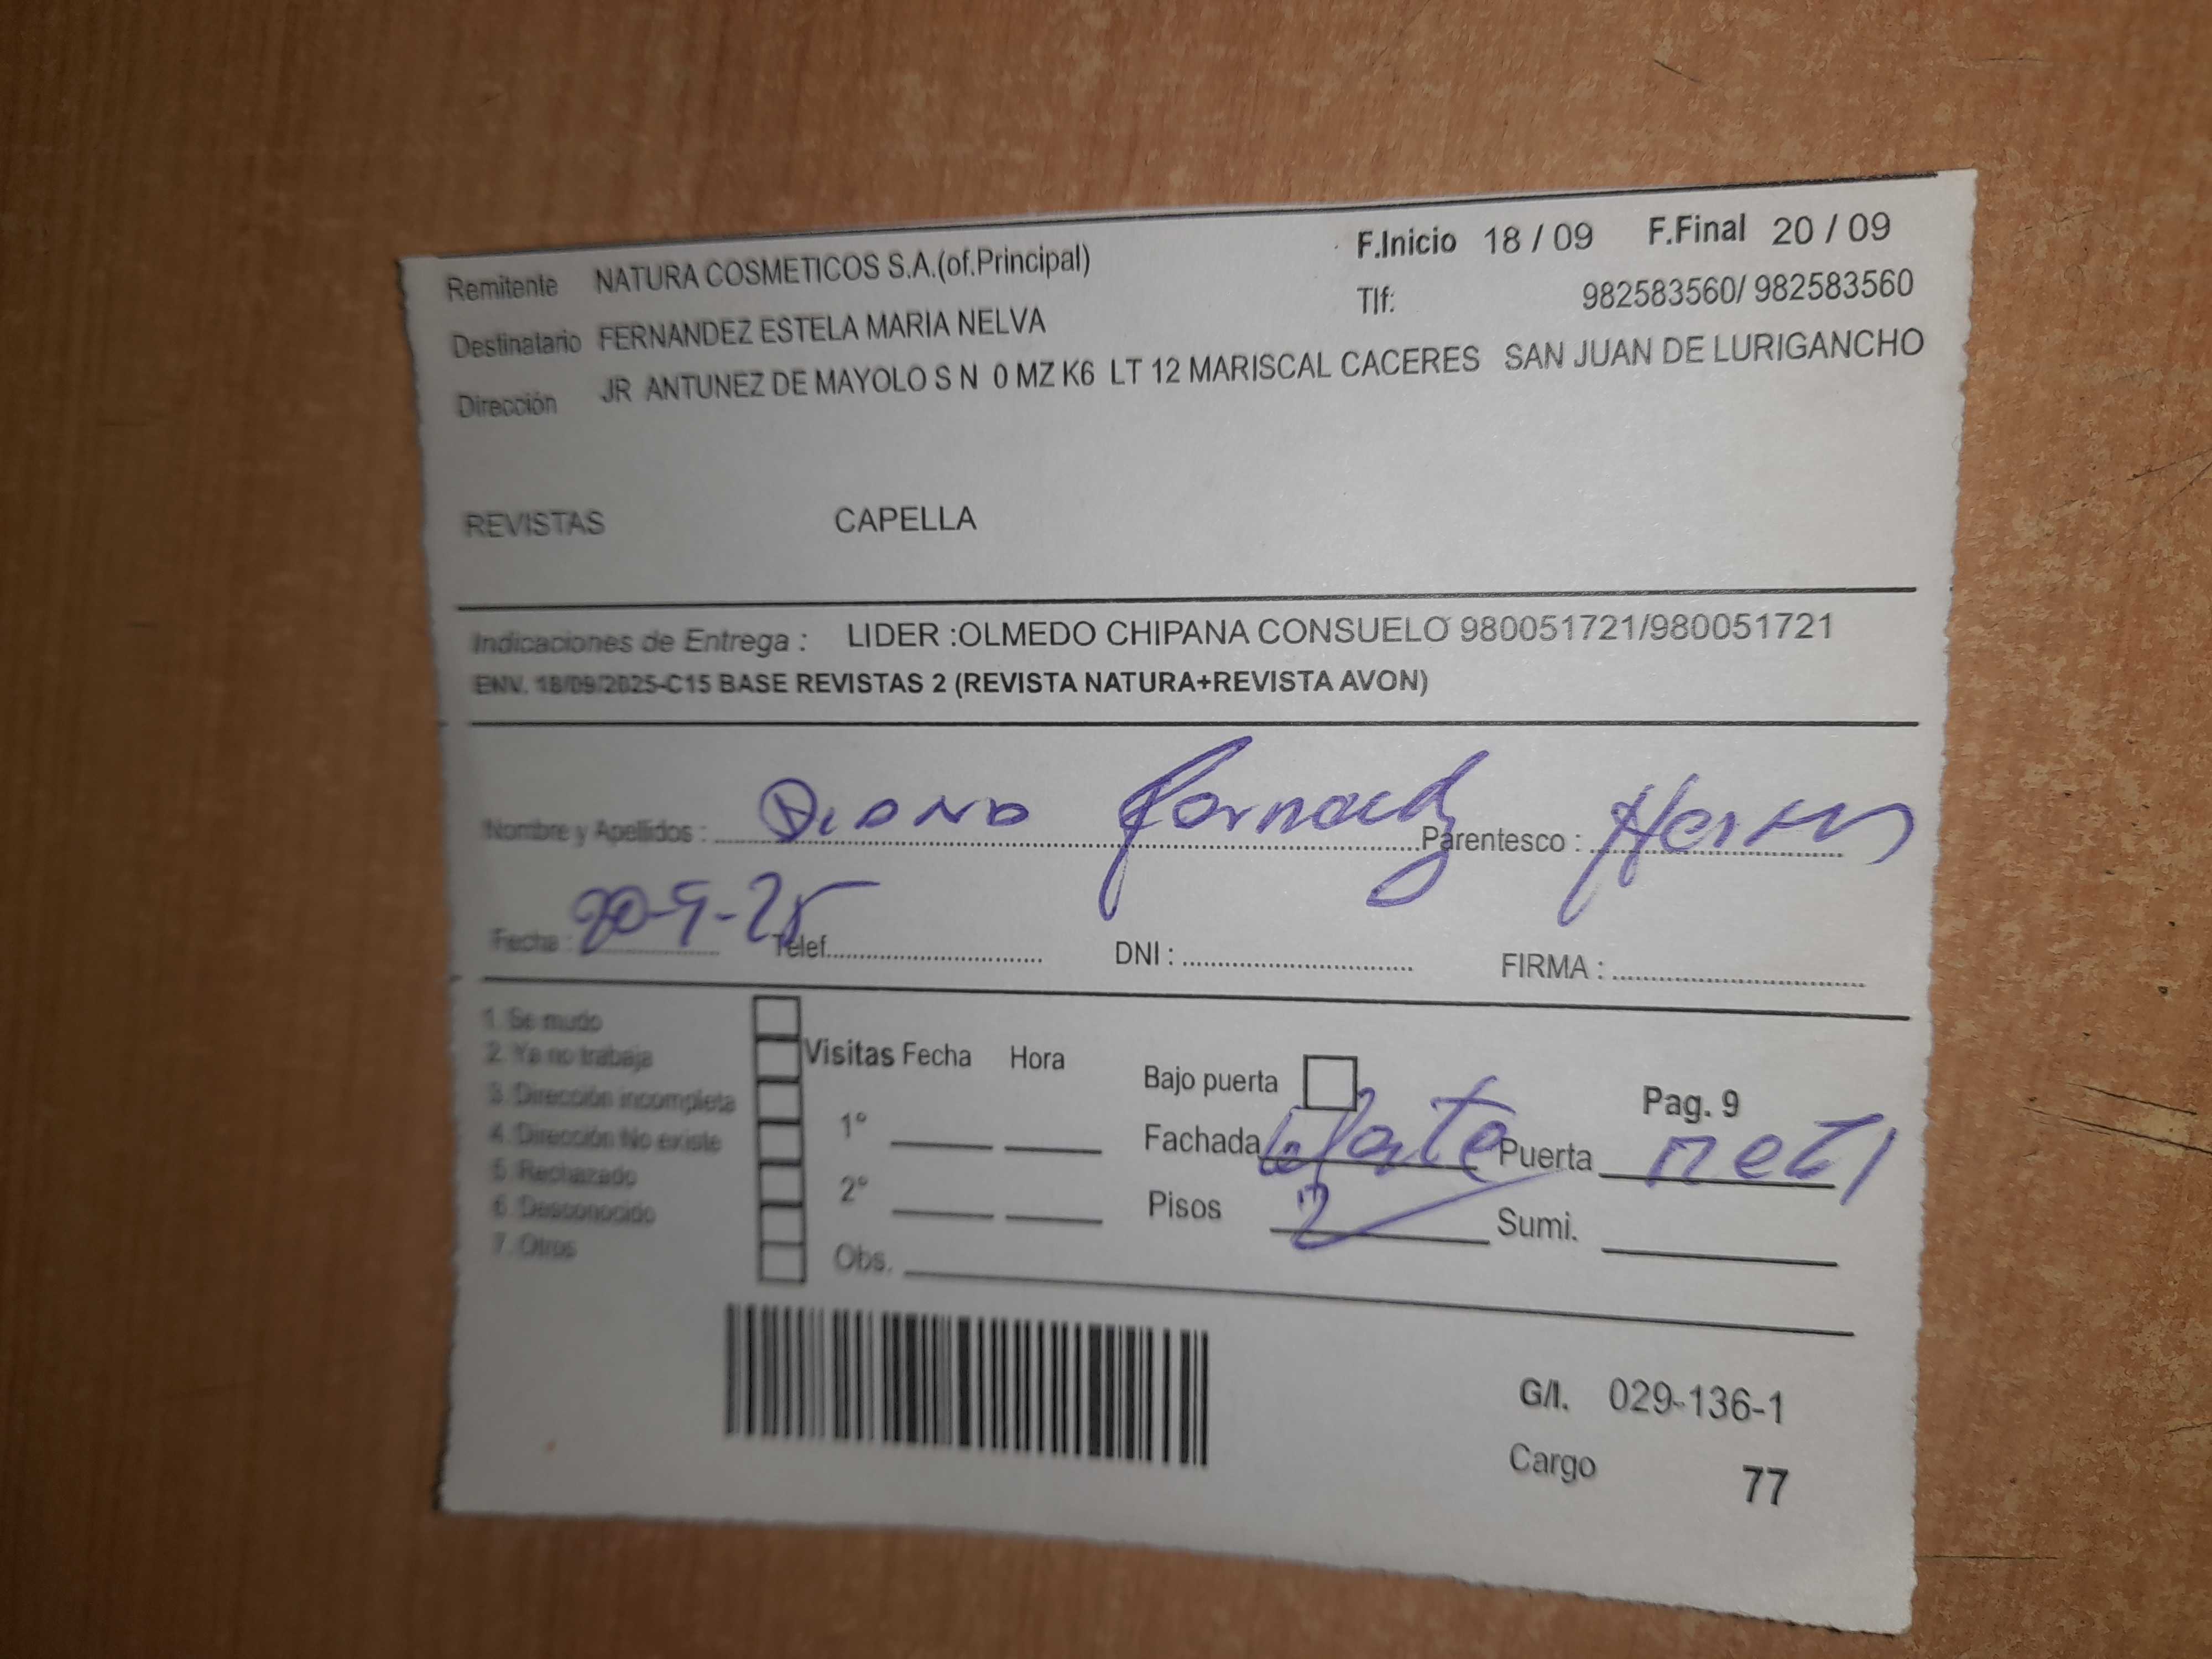 Remitente NATURA COSMETICOS S.A.(of.Principal) F.Inicio 18 / 09 F.Final 20 / 09
Tlf: 982583560/ 982583560
Destinatario FERNANDEZ ESTELA MARIA NELVA
Dirección JR ANTUNEZ DE MAYOLO S N 0 MZ K6 LT 12 MARISCAL CACERES SAN JUAN DE LURIGANCHO
REVISTAS CAPELLA
Indicaciones de Entrega : LIDER :OLMEDO CHIPANA CONSUELO 980051721/980051721
ENV. 18/09/2025-C15 BASE REVISTAS 2 (REVISTA NATURA+REVISTA AVON)
Nombre y Apellidos : Parentesco :
Fecha : 20-9-25 Telef. DNI : FIRMA :
1. Se mudo
2. Ya no trabaja
3. Dirección incompleta
4. Dirección No existe
5. Rechazado
6. Desconocido
7. Otros
Visitas Fecha Hora
1°
2°
Obs.
Bajo puerta Pag. 9
Fachada Puerta
Pisos 2 Sumi.
G/I. 029-136-1
Cargo 77